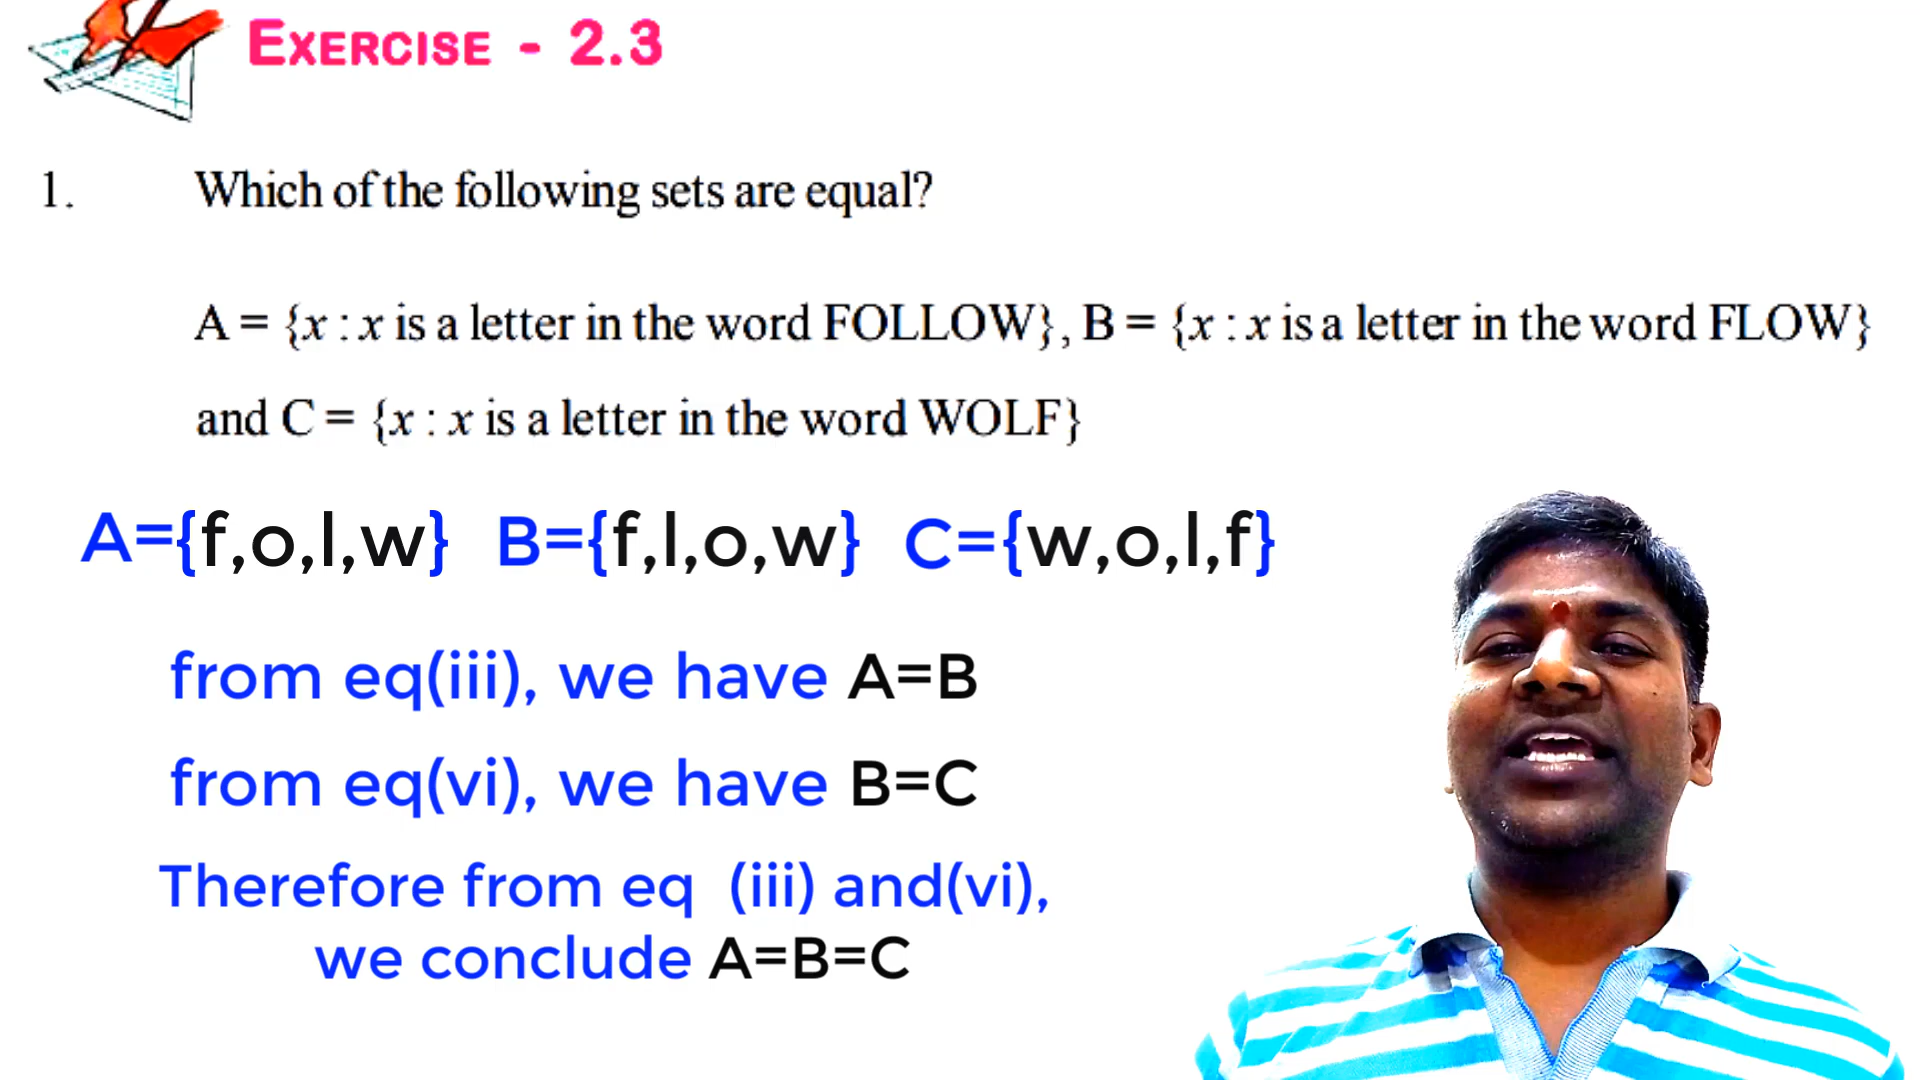 EXERCISE - 2.3
1. Which of the following sets are equal?
A = {x : x is a letter in the word FOLLOW}, B = {x : x is a letter in the word FLOW}
and C = {x : x is a letter in the word WOLF}
A={f,o,l,w} B={f,l,o,w} C={w,o,l,f}
from eq(iii), we have A=B
from eq(vi), we have B=C
Therefore from eq (iii) and(vi),
we conclude A=B=C